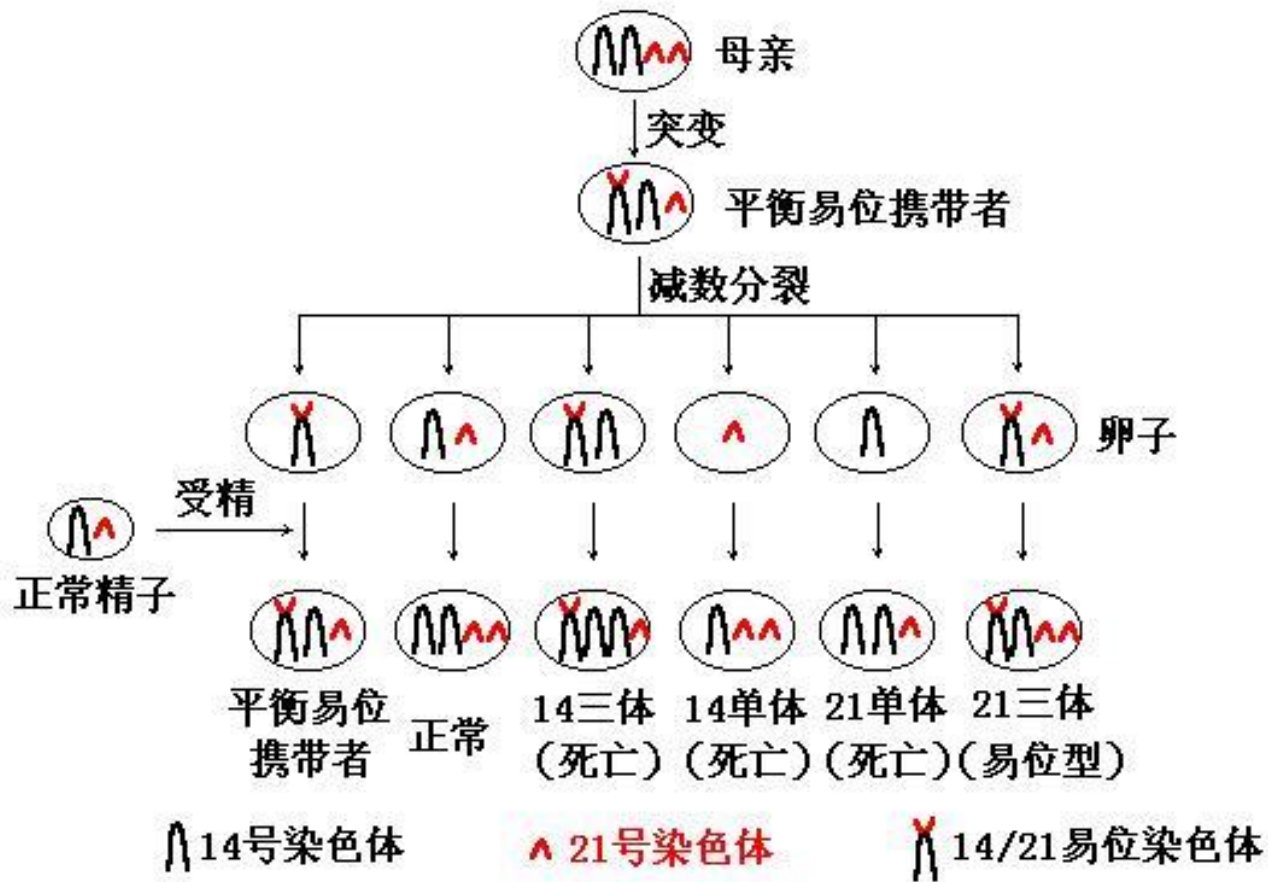 母亲
突变
平衡易位携带者
减数分裂
卵子
受精
正常精子
平衡易位
携带者
正常
14三体
(死亡)
14单体
(死亡)
21单体
(死亡)
21三体
(易位型)
14号染色体
21号染色体
14/21易位染色体